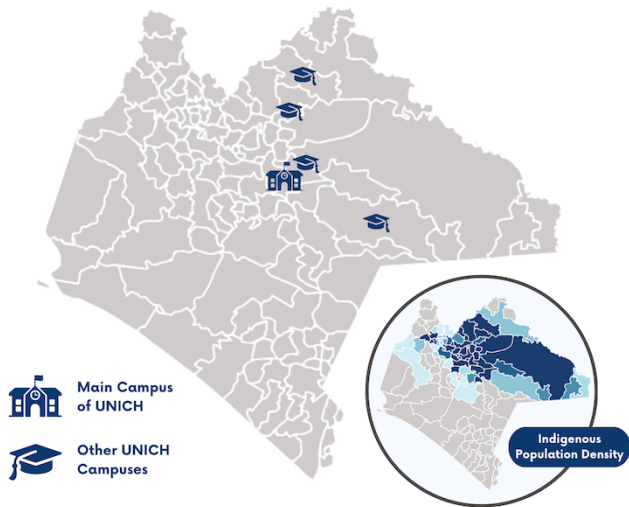 Main Campus
of UNICH
Other UNICH
Campuses
Indigenous
Population Density